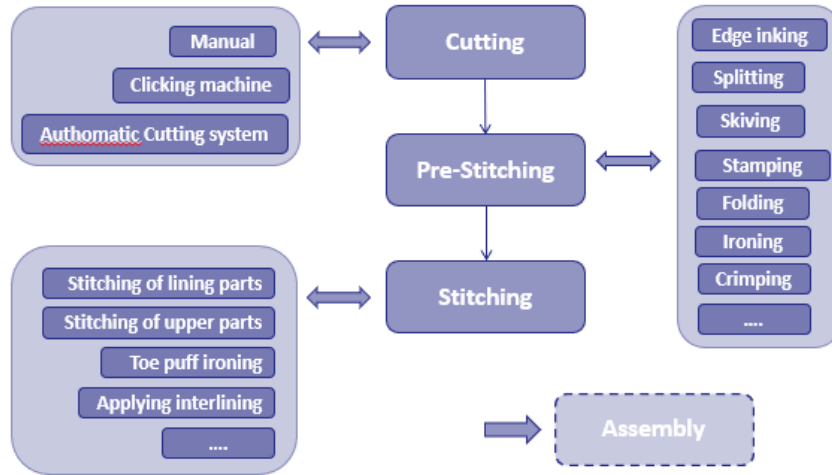 Manual
Clicking machine
Authomatic Cutting system
Cutting
Pre-Stitching
Stitching
Edge inking
Splitting
Skiving
Stamping
Folding
Ironing
Crimping
....
Stitching of lining parts
Stitching of upper parts
Toe puff ironing
Applying interlining
....
Assembly